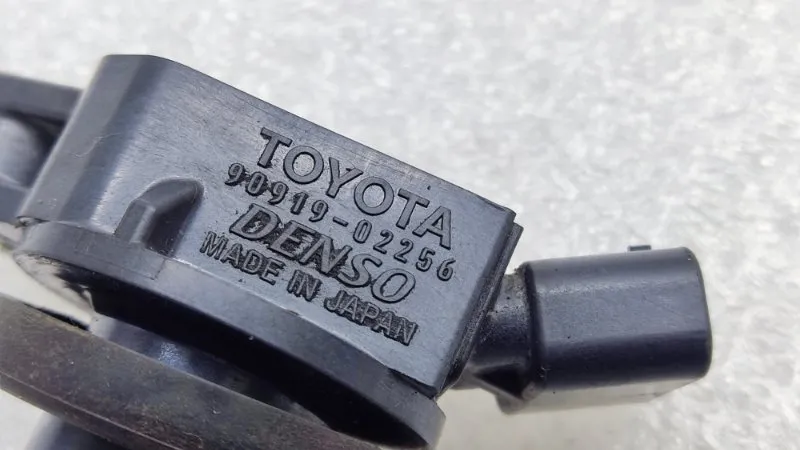 TOYOTA
90919-02256
DENSO
MADE IN JAPAN